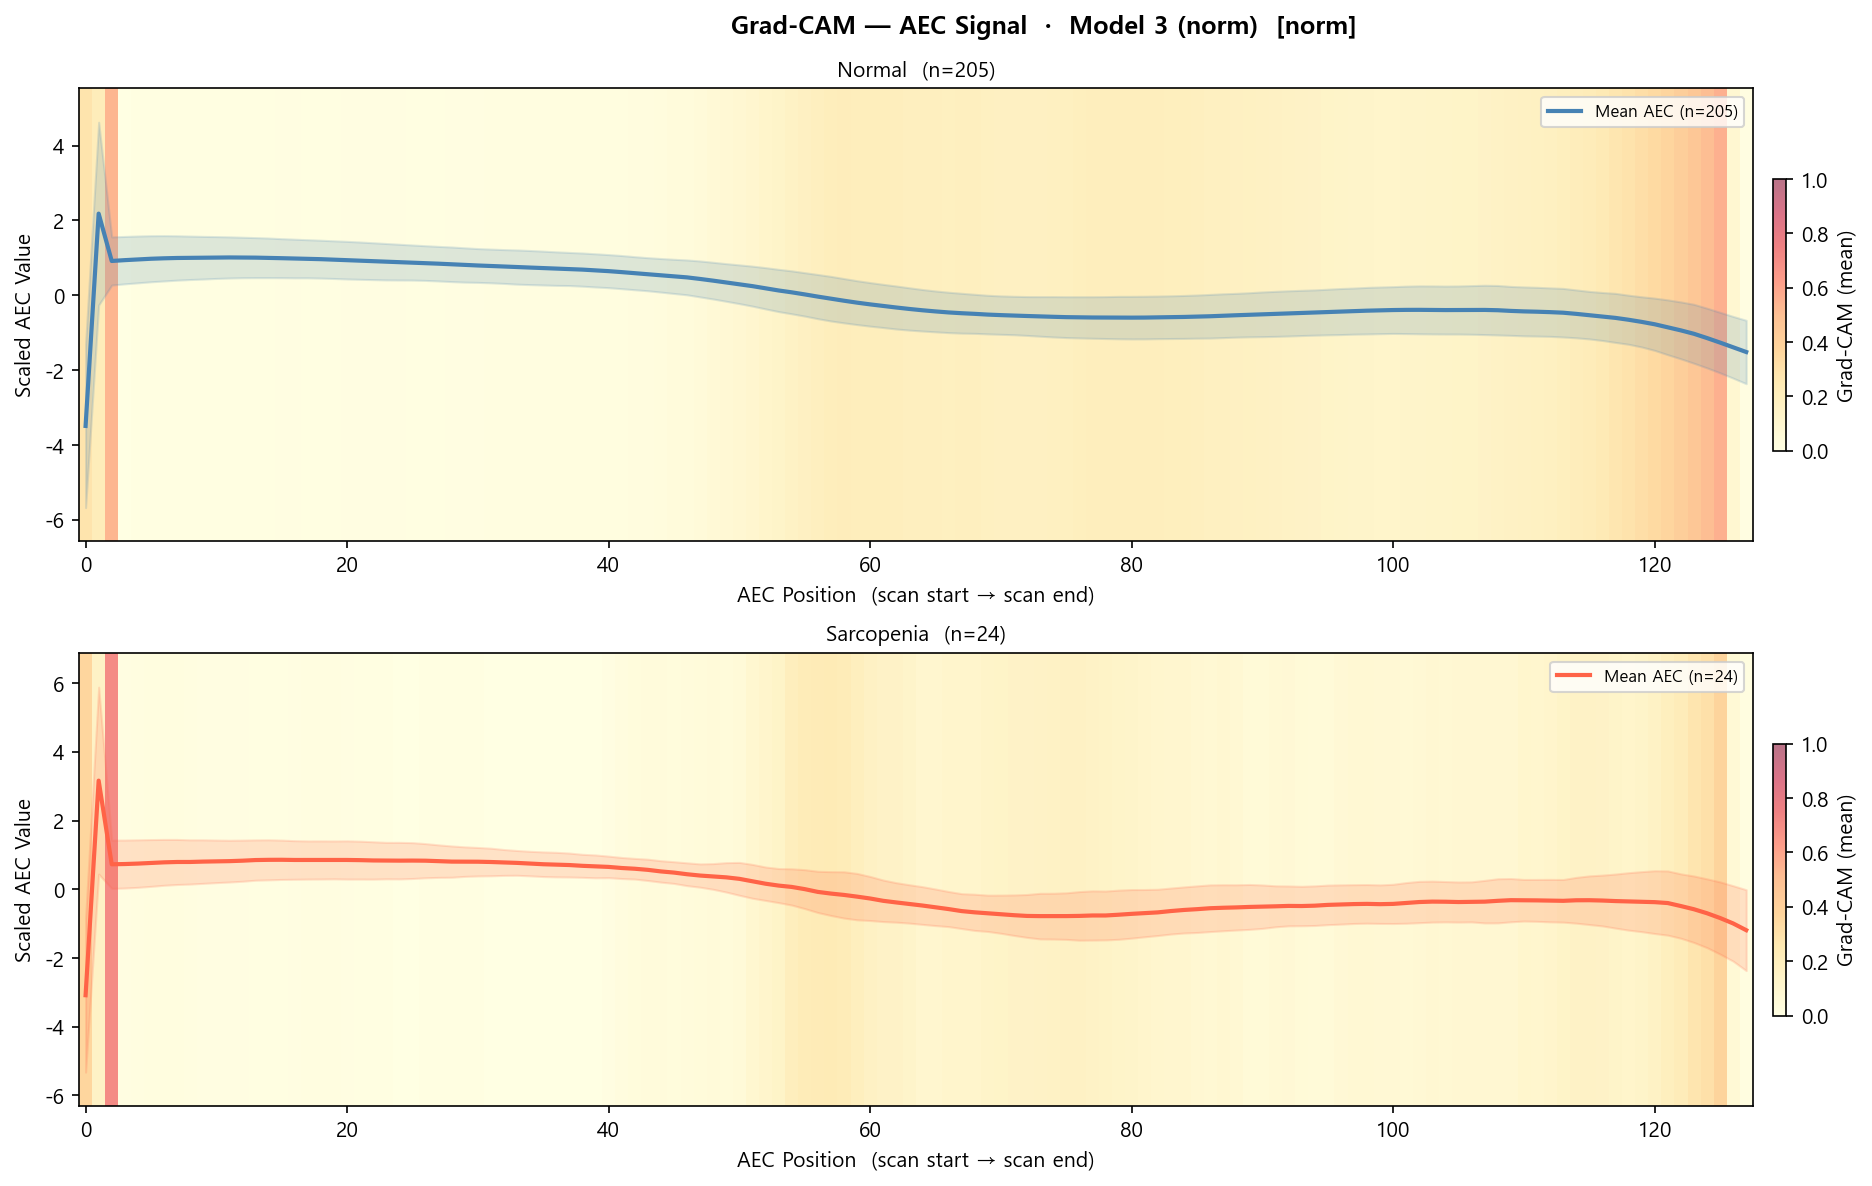 Grad-CAM — AEC Signal · Model 3 (norm) [norm]
Normal (n=205)
Mean AEC (n=205)
4
2
0
-2
-4
-6
Scaled AEC Value
0 20 40 60 80 100 120
AEC Position (scan start → scan end)
1.0
0.8
0.6
0.4
0.2
0.0
Grad-CAM (mean)
Sarcopenia (n=24)
Mean AEC (n=24)
6
4
2
0
-2
-4
-6
Scaled AEC Value
0 20 40 60 80 100 120
AEC Position (scan start → scan end)
1.0
0.8
0.6
0.4
0.2
0.0
Grad-CAM (mean)